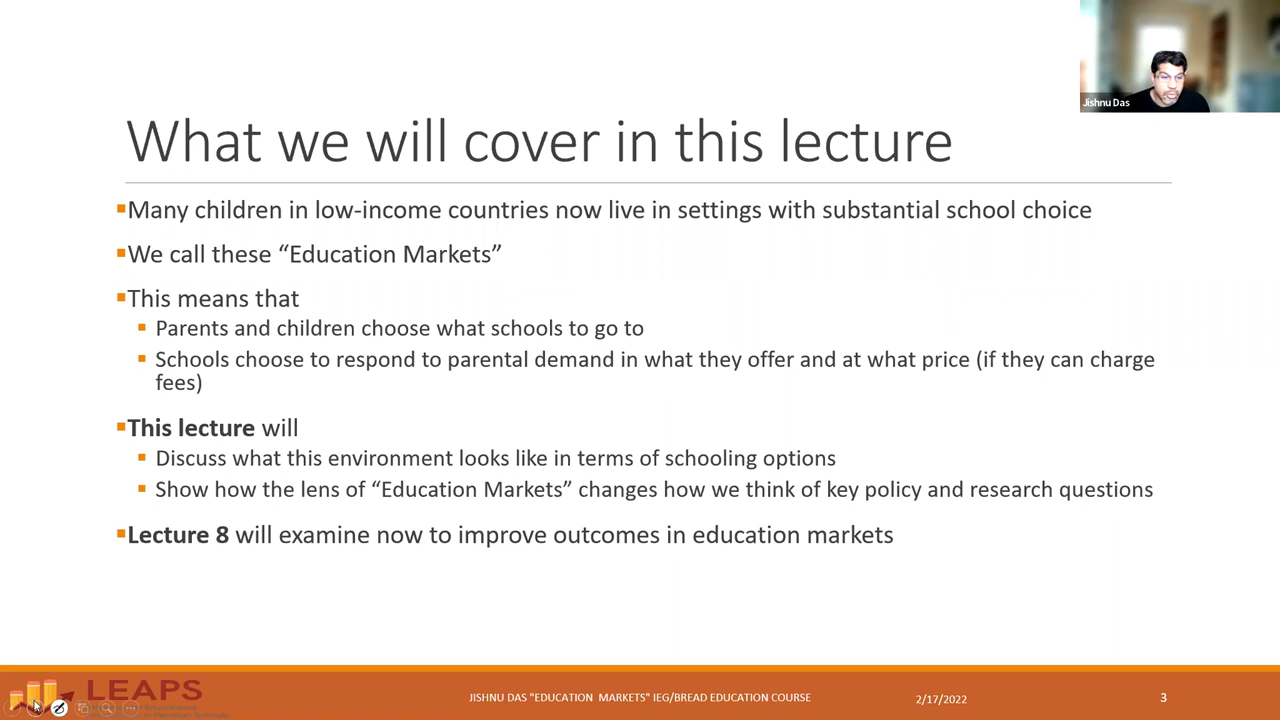 Jishnu Das
What we will cover in this lecture
Many children in low-income countries now live in settings with substantial school choice
We call these “Education Markets”
This means that
Parents and children choose what schools to go to
Schools choose to respond to parental demand in what they offer and at what price (if they can charge
fees)
This lecture will
Discuss what this environment looks like in terms of schooling options
Show how the lens of “Education Markets” changes how we think of key policy and research questions
Lecture 8 will examine now to improve outcomes in education markets
LEAPS
JISHNU DAS "EDUCATION MARKETS" IEG/BREAD EDUCATION COURSE
2/17/2022
3